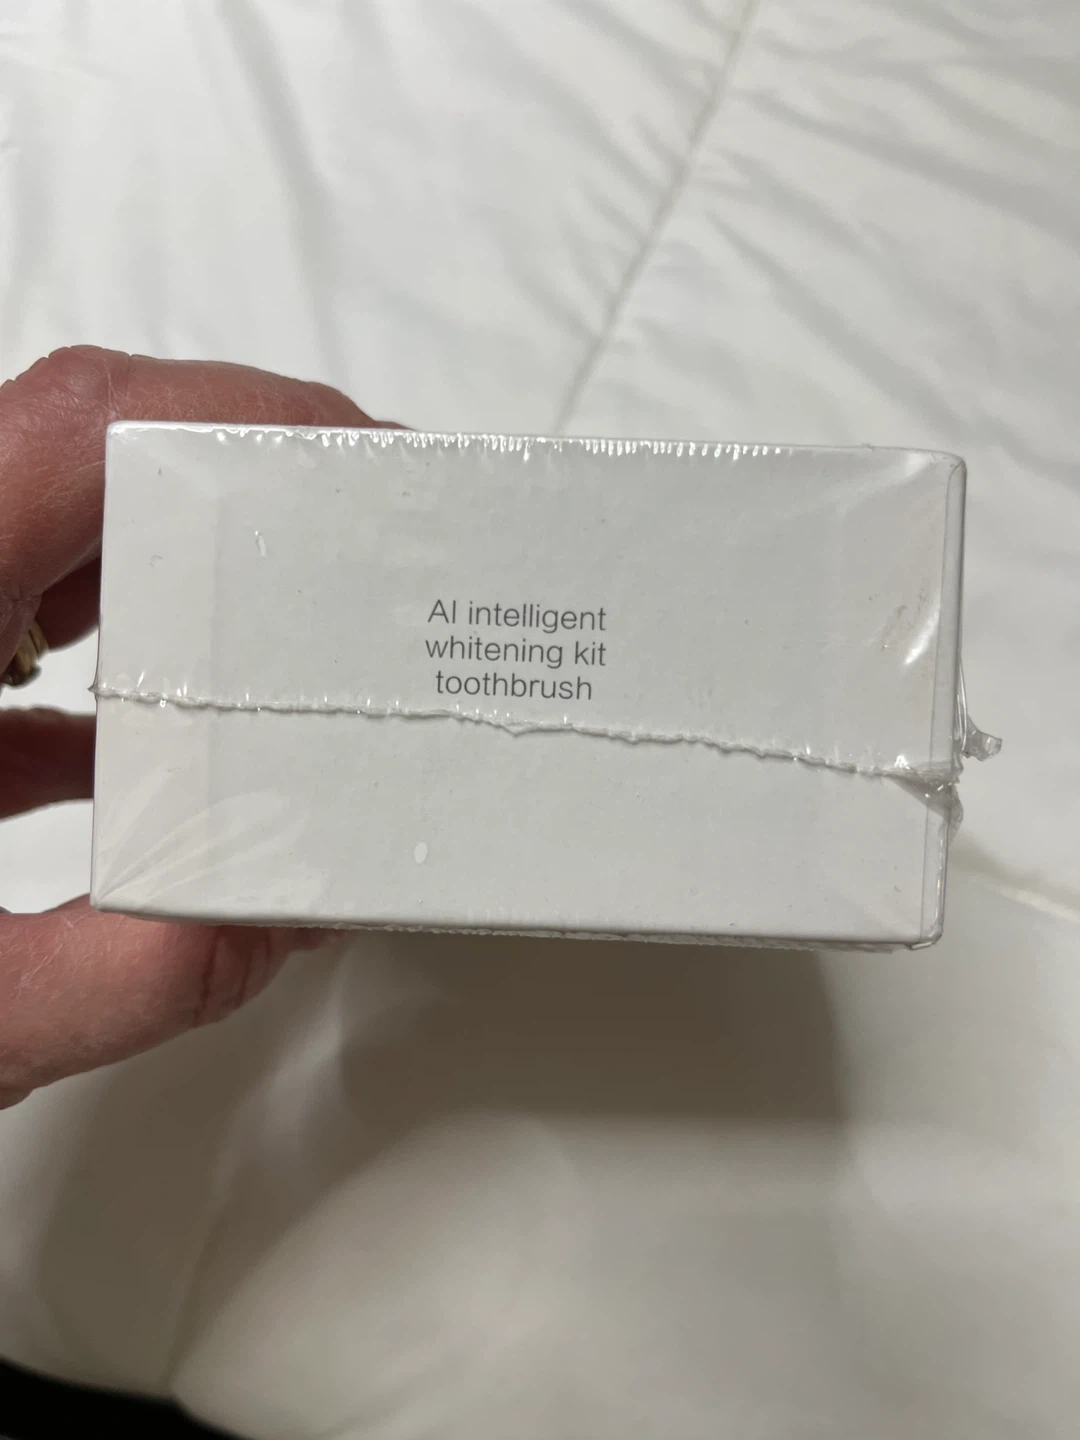 AI intelligent
whitening kit
toothbrush